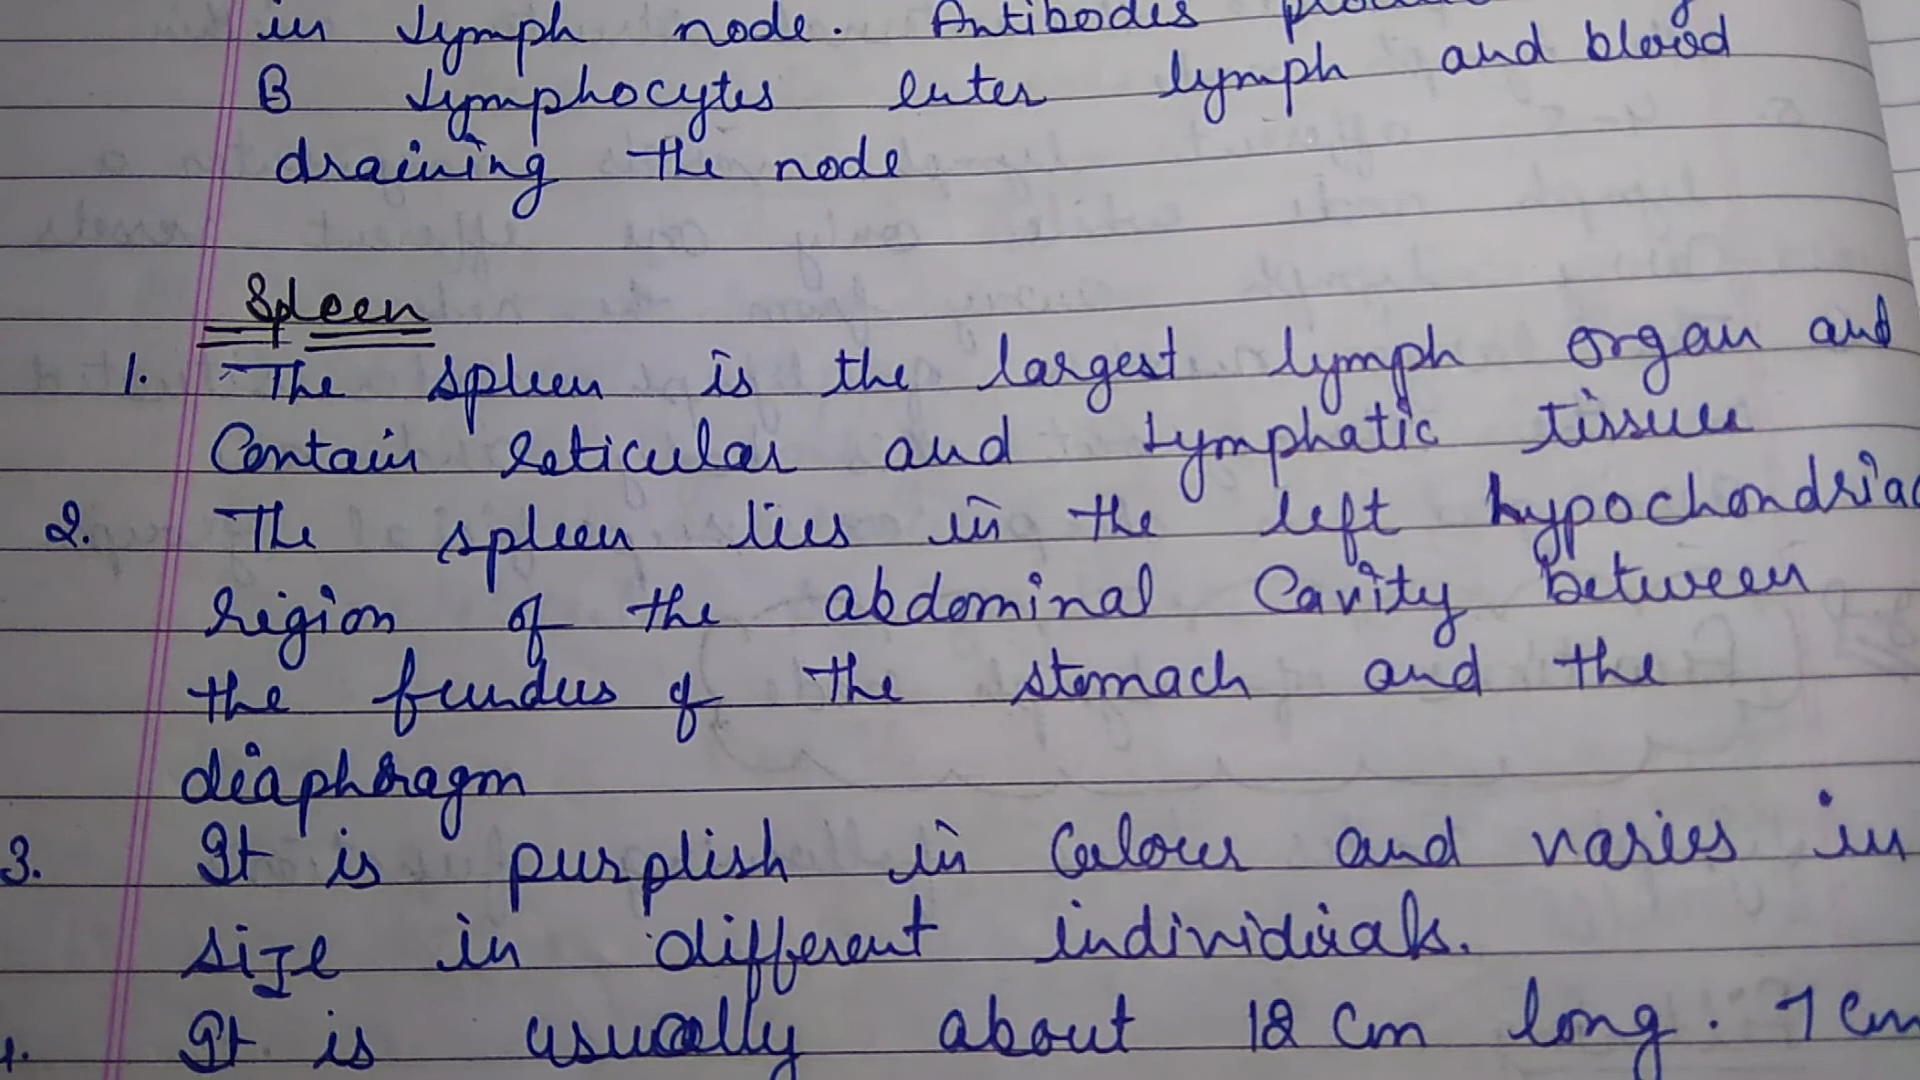 in lymph node. Antibodies
B lymphocytes enter lymph and blood
draining the node
Spleen
1. The spleen is the largest lymph organ and
Contain reticular and lymphatic tissue
2. The spleen lies in the left hypochondriac
region of the abdominal Cavity between
the fundus of the stomach and the
diaphragm
3. It is purplish in Colour and varies in
size in different individuals.
4. It is usually about 12 cm long. 7 cm